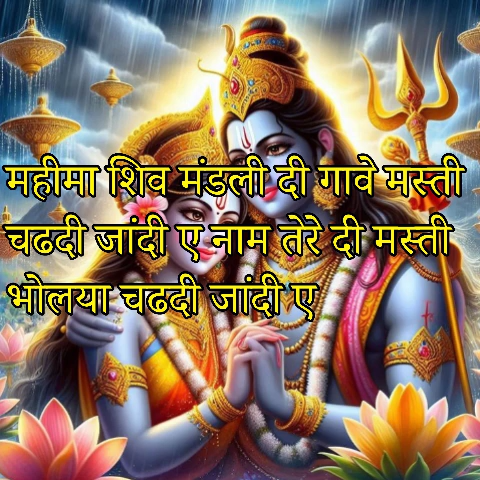 महीमा शिव मंडली दी गावे मस्ती
चढदी जांदी ए नाम तेरे दी मस्ती
भोलया चढदी जांदी ए